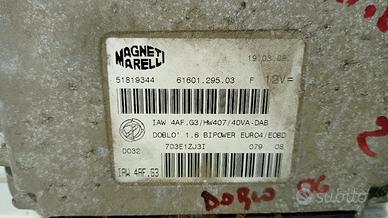 MAGNETI MARELLI
19.03.08.
51819344 61601.295.03 F 12V=
IAW 4AF.G3/HW407/4DVA-DAB
DOBLO' 1.6 BIPOWER EURO4/EOBD
D032 703E1ZJ3I 079 08
IAW 4AF.G3
DOBLO
subito